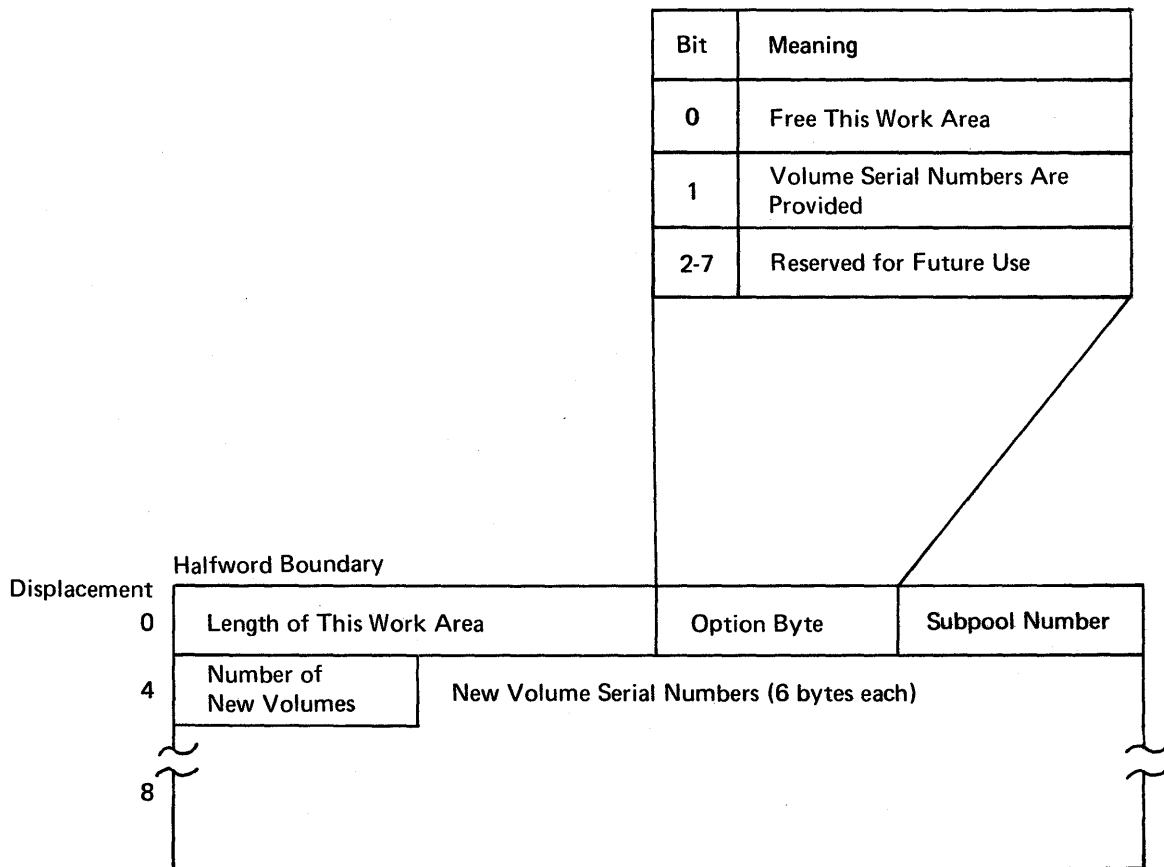 Bit Meaning
0 Free This Work Area
1 Volume Serial Numbers Are
Provided
2-7 Reserved for Future Use
Halfword Boundary
Displacement
0 Length of This Work Area Option Byte Subpool Number
4 Number of
New Volumes New Volume Serial Numbers (6 bytes each)
8